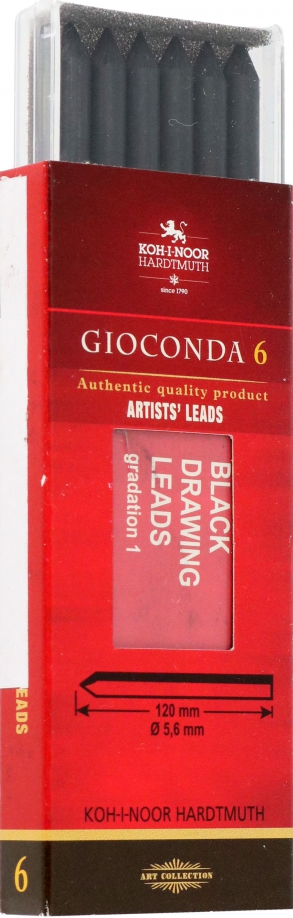 KOH-I-NOOR
HARDTMUTH
since 1790
GIOCONDA 6
Authentic quality product
ARTISTS' LEADS
BLACK
DRAWING
LEADS
gradation 1
120 mm
Ø 5,6 mm
KOH-I-NOOR HARDTMUTH
ART COLLECTION
EADS
6